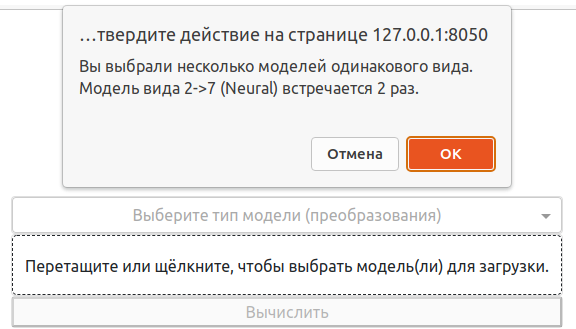 …твердите действие на странице 127.0.0.1:8050
Вы выбрали несколько моделей одинакового вида.
Модель вида 2->7 (Neural) встречается 2 раз.
Отмена
ОК
Выберите тип модели (преобразования)
Перетащите или щёлкните, чтобы выбрать модель(ли) для загрузки.
Вычислить